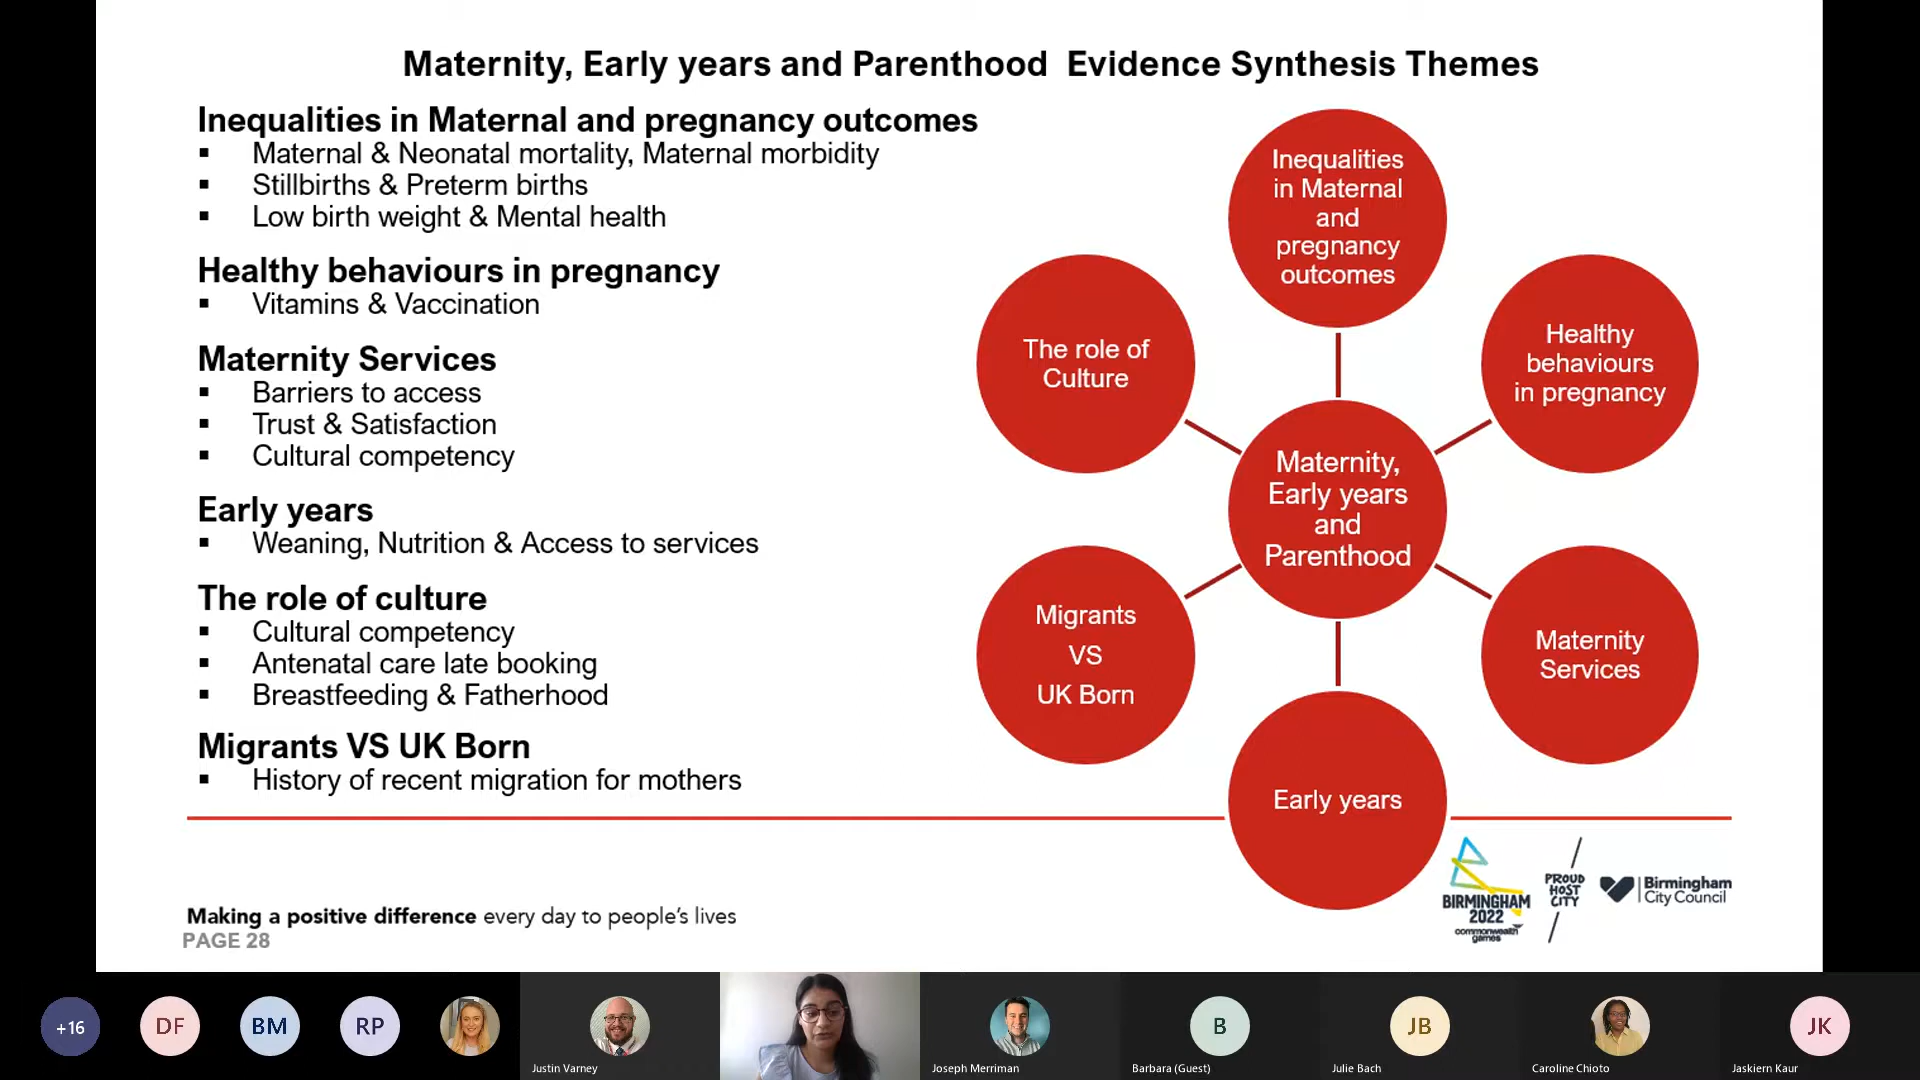 Maternity, Early years and Parenthood Evidence Synthesis Themes
Inequalities in Maternal and pregnancy outcomes
▪ Maternal & Neonatal mortality, Maternal morbidity
▪ Stillbirths & Preterm births
▪ Low birth weight & Mental health
Healthy behaviours in pregnancy
▪ Vitamins & Vaccination
Maternity Services
▪ Barriers to access
▪ Trust & Satisfaction
▪ Cultural competency
Early years
▪ Weaning, Nutrition & Access to services
The role of culture
▪ Cultural competency
▪ Antenatal care late booking
▪ Breastfeeding & Fatherhood
Migrants VS UK Born
▪ History of recent migration for mothers
Inequalities
in Maternal
and
pregnancy
outcomes
Healthy
behaviours
in pregnancy
Maternity
Services
Early years
Migrants
VS
UK Born
The role of
Culture
Maternity,
Early years
and
Parenthood
Making a positive difference every day to people's lives
PAGE 28
BIRMINGHAM
2022
commonwealth
games
PROUD
HOST
CITY
Birmingham
City Council
+16
DF
BM
RP
Justin Varney
Joseph Merriman
B
Barbara (Guest)
JB
Julie Bach
Caroline Chioto
JK
Jaskiern Kaur